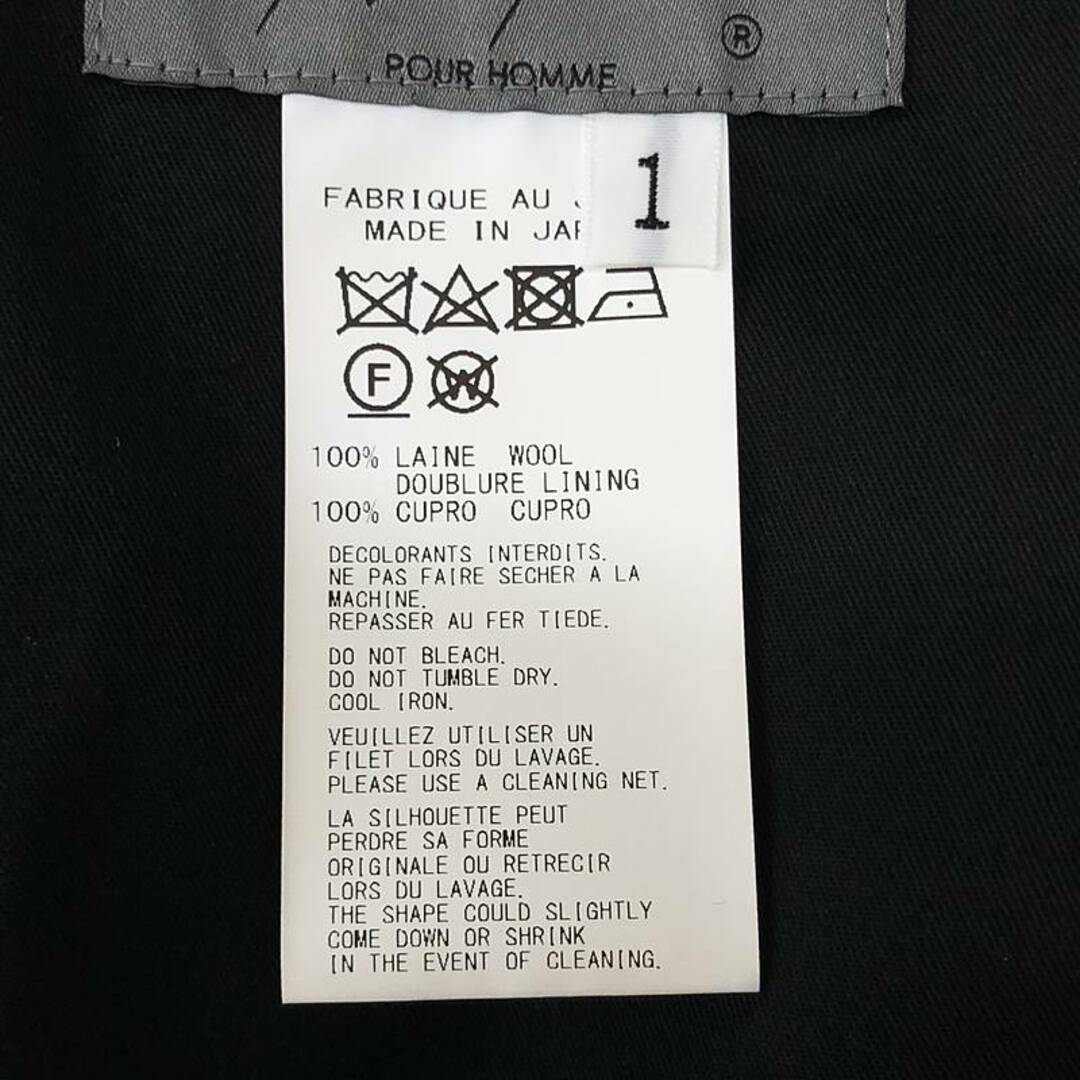 ®
POUR HOMME
1
FABRIQUE AU
MADE IN
F
W
100% LAINE WOOL
DOUBLURE LINING
100% CUPRO CUPRO
DECOLORANTS INTERDITS.
NE PAS FAIRE SECHER A LA
MACHINE.
REPASSER AU FER TIEDE.
DO NOT BLEACH.
DO NOT TUMBLE DRY.
COOL IRON.
VEUILLEZ UTILISER UN
FILET LORS DU LAVAGE.
PLEASE USE A CLEANING NET.
LA SILHOUETTE PEUT
PERDRE SA FORME
ORIGINALE OU RETRECIR
LORS DU LAVAGE.
THE SHAPE COULD SLIGHTLY
COME DOWN OR SHRINK
IN THE EVENT OF CLEANING.